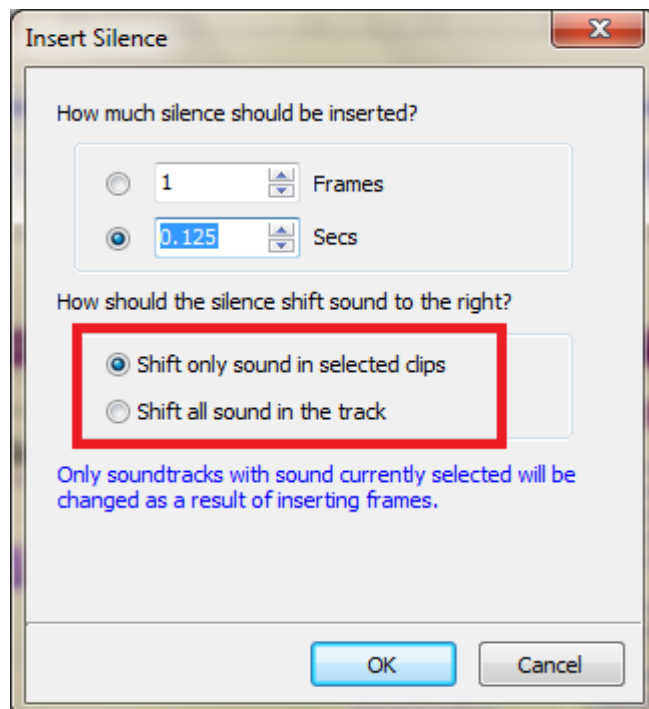 Insert Silence
How much silence should be inserted?
1 Frames
0.125 Secs
How should the silence shift sound to the right?
Shift only sound in selected clips
Shift all sound in the track
Only soundtracks with sound currently selected will be
changed as a result of inserting frames.
OK Cancel